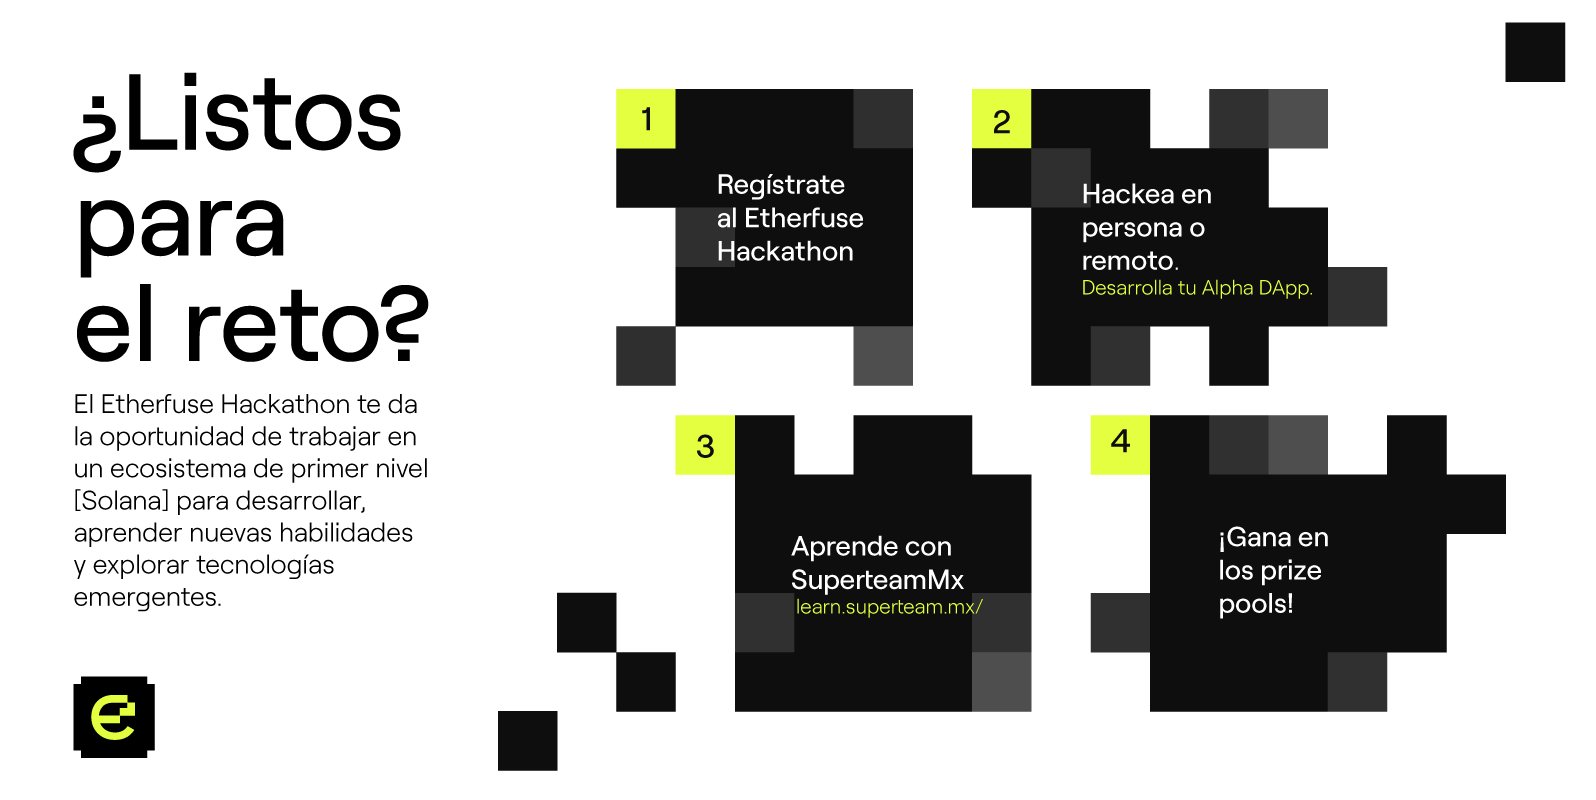 ¿Listos
para
el reto?
El Etherfuse Hackathon te da
la oportunidad de trabajar en
un ecosistema de primer nivel
[Solana] para desarrollar,
aprender nuevas habilidades
y explorar tecnologías
emergentes.
1
Regístrate
al Etherfuse
Hackathon
2
Hackea en
persona o
remoto.
Desarrolla tu Alpha DApp.
3
Aprende con
SuperteamMx
learn.superteam.mx/
4
¡Gana en
los prize
pools!